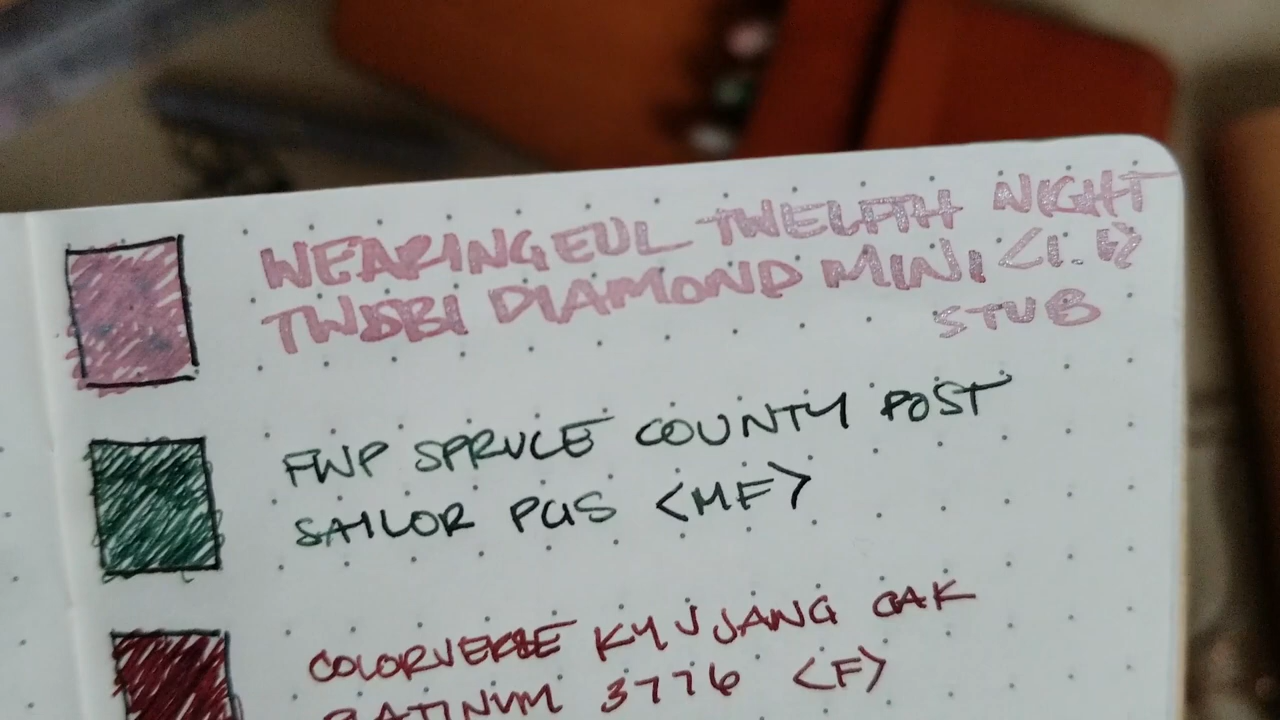 WEARINGEUL TWELFTH NIGHT
TWSBI DIAMOND MINI <1.1>
STUB
FWP SPRUCE COUNTY POST
SAILOR PGS <MF>
COLORVERSE KYUJANG OAK
PLATINUM 3776 <F>